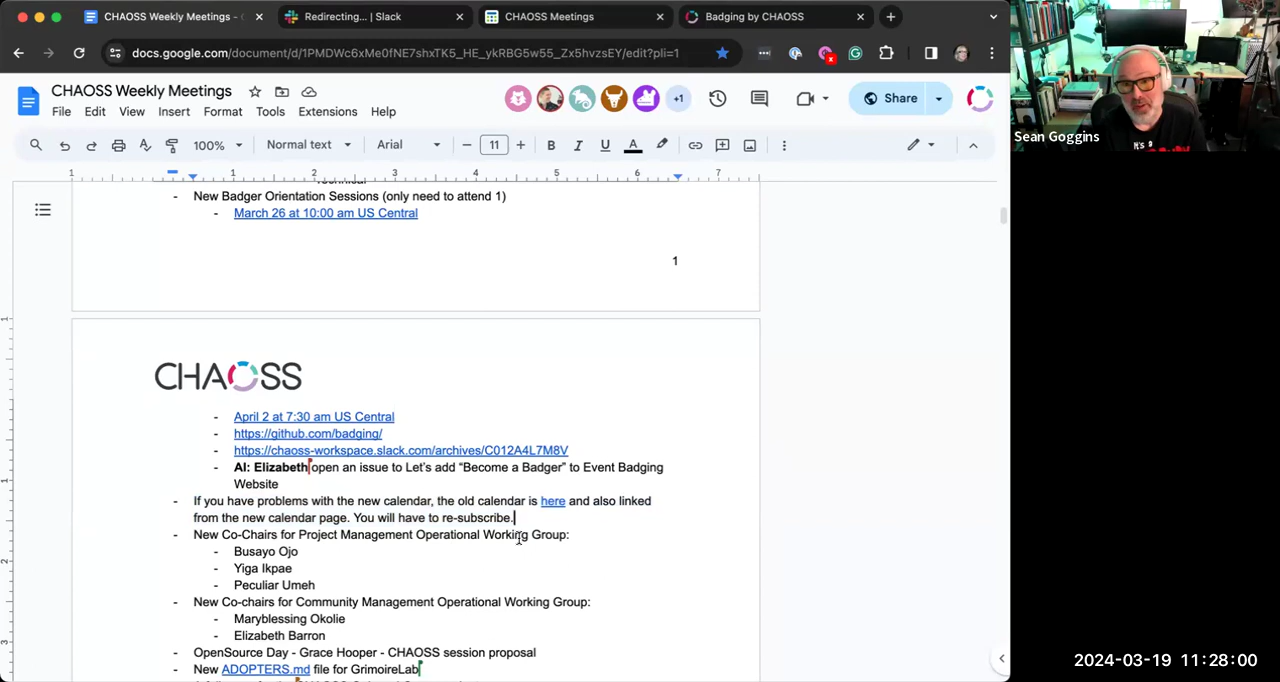 CHAOSS Weekly Meetings - (
Redirecting... | Slack
CHAOSS Meetings
Badging by CHAOSS
docs.google.com/document/d/1PMDWc6xMe0fNE7shxTK5_HE_ykRBG5w55_Zx5hvzsEY/edit?pli=1
CHAOSS Weekly Meetings
File Edit View Insert Format Tools Extensions Help
+1
Share
100%
Normal text
Arial
11
B I U A
1 1 2 3 4 5 6 7
- New Badger Orientation Sessions (only need to attend 1)
- March 26 at 10:00 am US Central
1
CHAOSS
- April 2 at 7:30 am US Central
- https://github.com/badging/
- https://chaoss-workspace.slack.com/archives/C012A4L7M8V
- AI: Elizabeth open an issue to Let's add “Become a Badger” to Event Badging
Website
- If you have problems with the new calendar, the old calendar is here and also linked
from the new calendar page. You will have to re-subscribe.
- New Co-Chairs for Project Management Operational Working Group:
- Busayo Ojo
- Yiga Ikpae
- Peculiar Umeh
- New Co-chairs for Community Management Operational Working Group:
- Maryblessing Okolie
- Elizabeth Barron
- OpenSource Day - Grace Hooper - CHAOSS session proposal
- New ADOPTERS.md file for GrimoireLab
Sean Goggins
2024-03-19 11:28:00